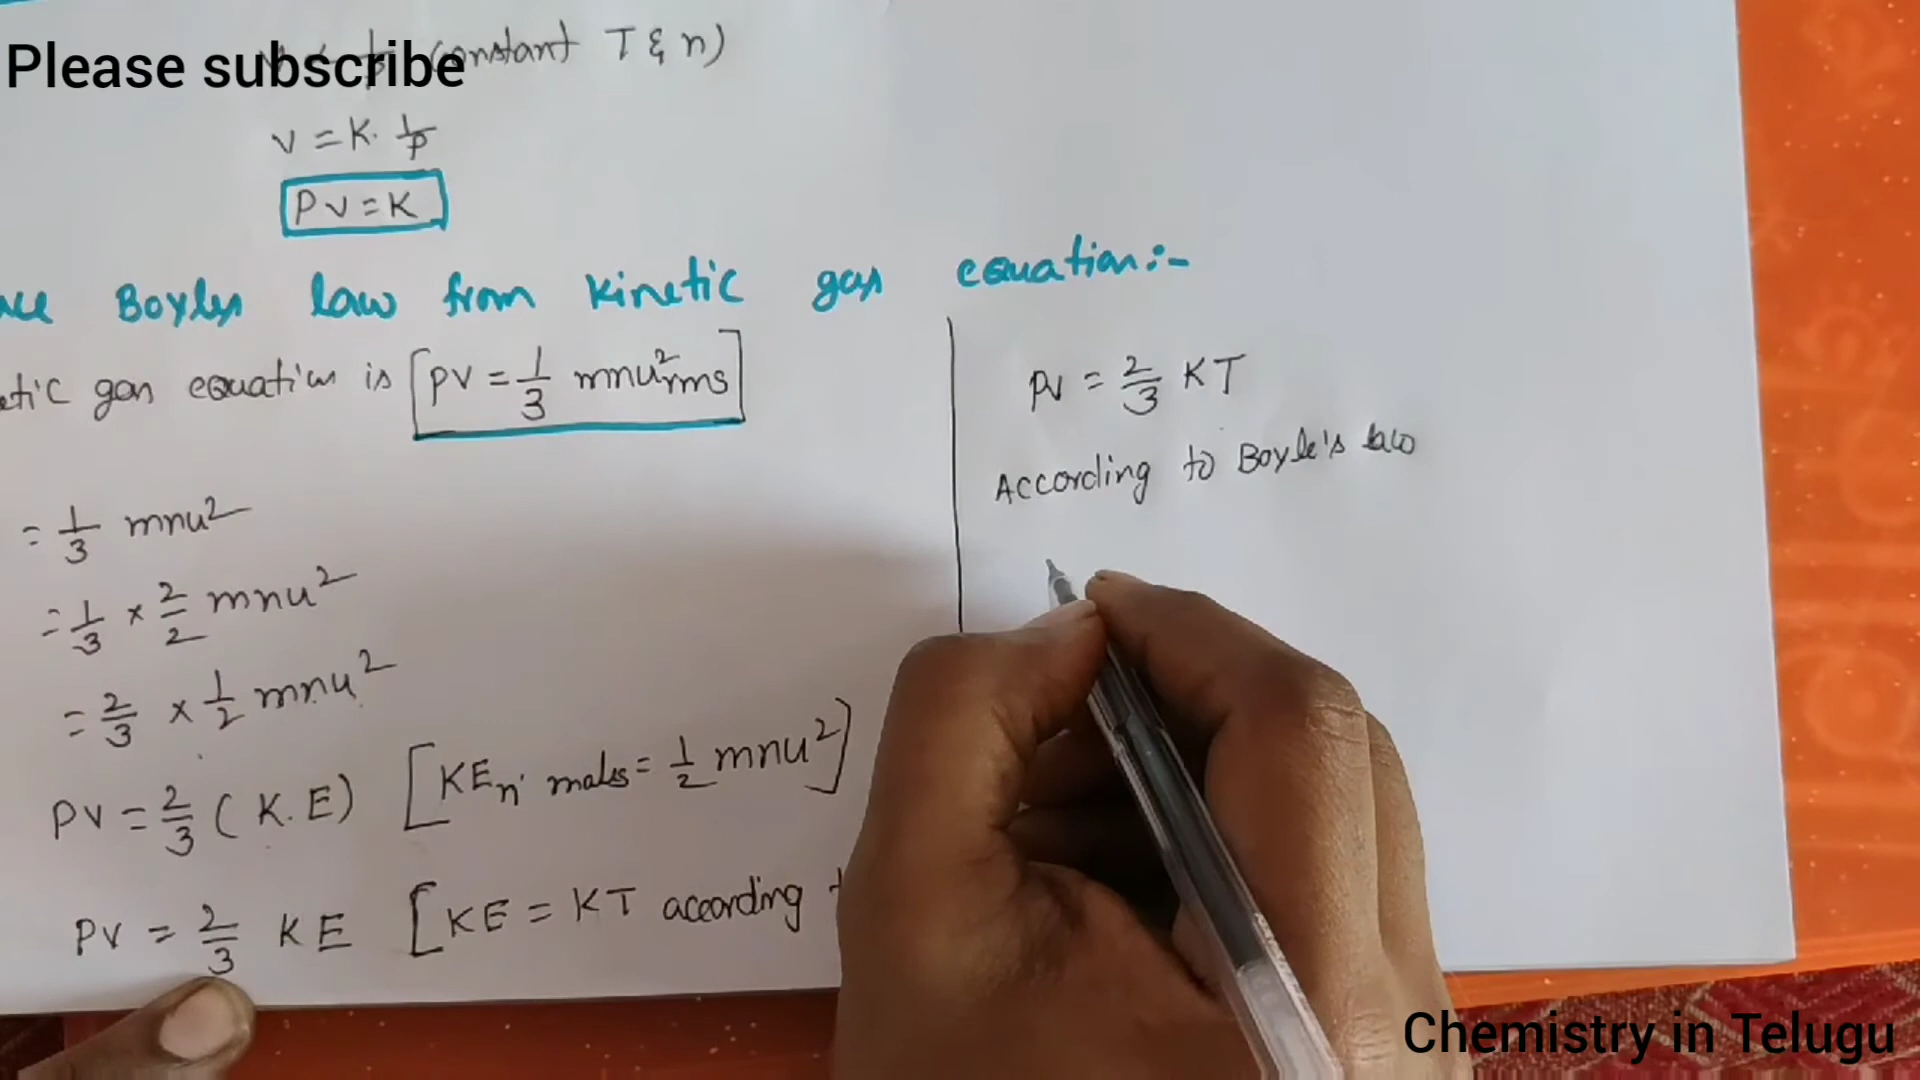 Please subscribe
(constant T & n)
V = K. 1/P
PV = K
Boyles law from kinetic gas equation:-
etic gas equation is [PV = 1/3 mnu²rms]
= 1/3 mnu²
= 1/3 × 2/2 mnu²
= 2/3 × 1/2 mnu²
PV = 2/3 (K.E) [KEn. moles = 1/2 mnu²]
PV = 2/3 KE [KE = KT according t
PV = 2/3 KT
According to Boyle's law
Chemistry in Telugu